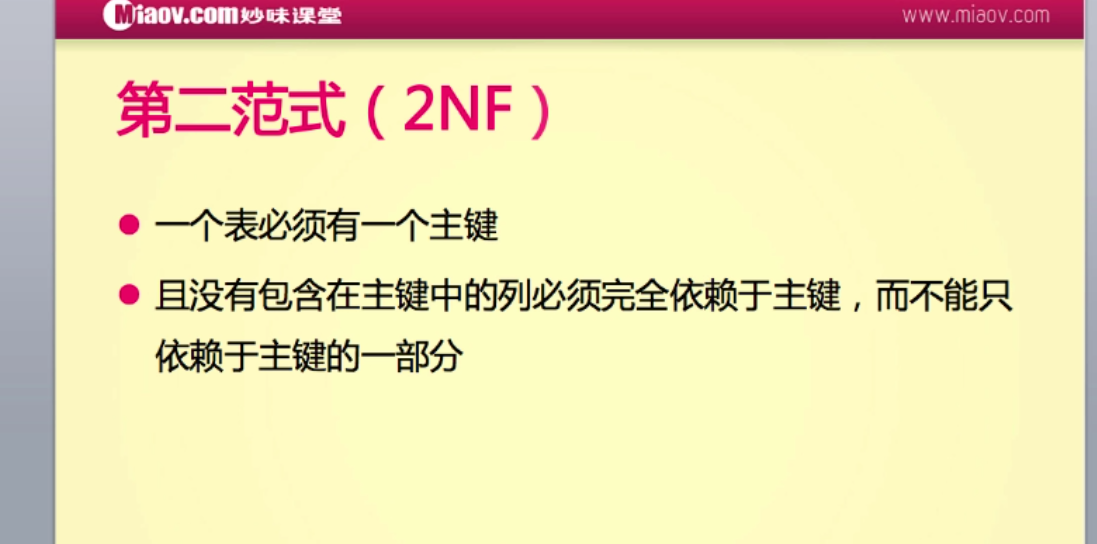 Miaov.com妙味课堂
www.miaov.com
第二范式（2NF）
一个表必须有一个主键
且没有包含在主键中的列必须完全依赖于主键，而不能只
依赖于主键的一部分